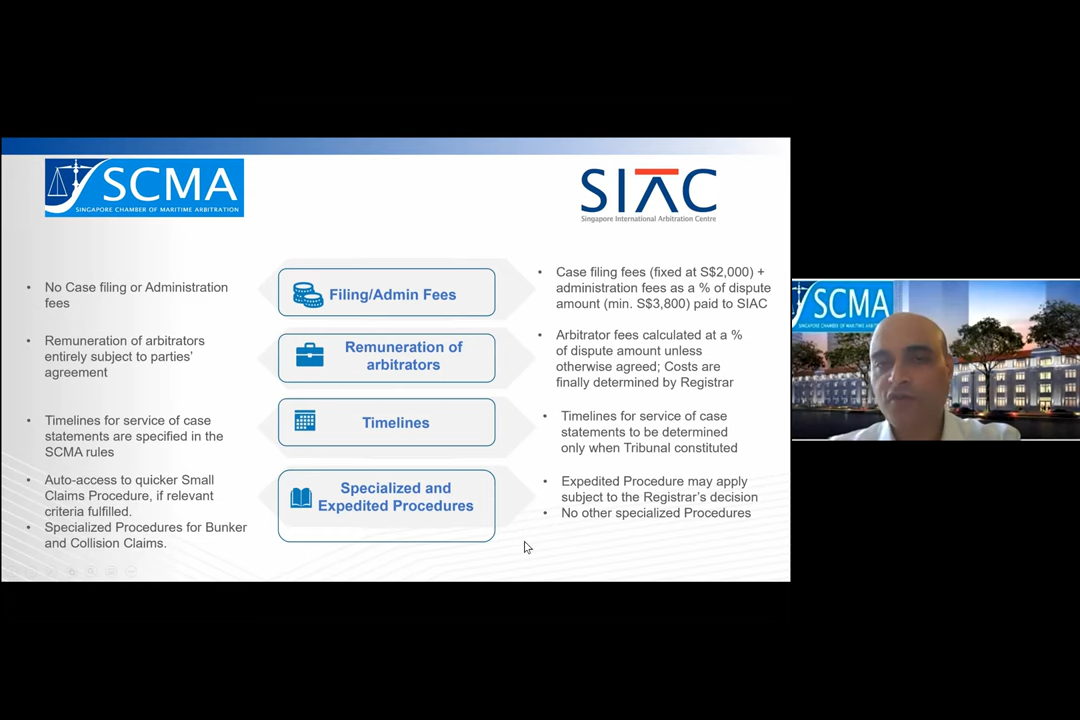 SCMA
SINGAPORE CHAMBER OF MARITIME ARBITRATION
SIAC
Singapore International Arbitration Centre
• No Case filing or Administration
fees
Filing/Admin Fees
• Case filing fees (fixed at S$2,000) +
administration fees as a % of dispute
amount (min. S$3,800) paid to SIAC
Remuneration of arbitrators
entirely subject to parties’
agreement
Remuneration of
arbitrators
Arbitrator fees calculated at a %
of dispute amount unless
otherwise agreed; Costs are
finally determined by Registrar
• Timelines for service of case
statements are specified in the
SCMA rules
Timelines
• Timelines for service of case
statements to be determined
only when Tribunal constituted
• Auto-access to quicker Small
Claims Procedure, if relevant
criteria fulfilled.
• Specialized Procedures for Bunker
and Collision Claims.
Specialized and
Expedited Procedures
• Expedited Procedure may apply
subject to the Registrar’s decision
• No other specialized Procedures
SCMA